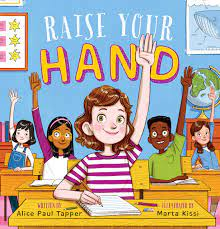 RAISE YOUR
HAND
WRITTEN BY
Alice Paul Tapper
ILLUSTRATED BY
Marta Kissi